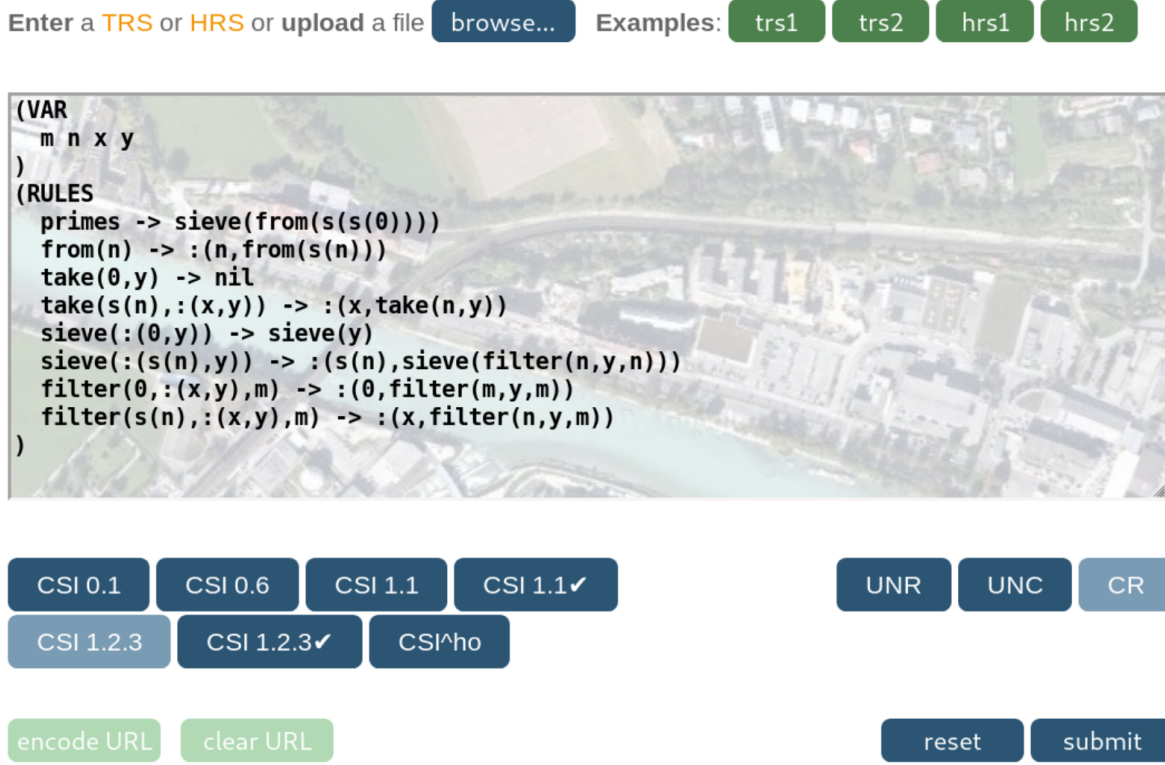 Enter a TRS or HRS or upload a file browse... Examples: trs1 trs2 hrs1 hrs2
(VAR
  m n x y
)
(RULES
  primes -> sieve(from(s(s(0))))
  from(n) -> :(n,from(s(n)))
  take(0,y) -> nil
  take(s(n),:(x,y)) -> :(x,take(n,y))
  sieve(:(0,y)) -> sieve(y)
  sieve(:(s(n),y)) -> :(s(n),sieve(filter(n,y,n)))
  filter(0,:(x,y),m) -> :(0,filter(m,y,m))
  filter(s(n),:(x,y),m) -> :(x,filter(n,y,m))
)
CSI 0.1 CSI 0.6 CSI 1.1 CSI 1.1✔ UNR UNC CR
CSI 1.2.3 CSI 1.2.3✔ CSI^ho
encode URL clear URL reset submit